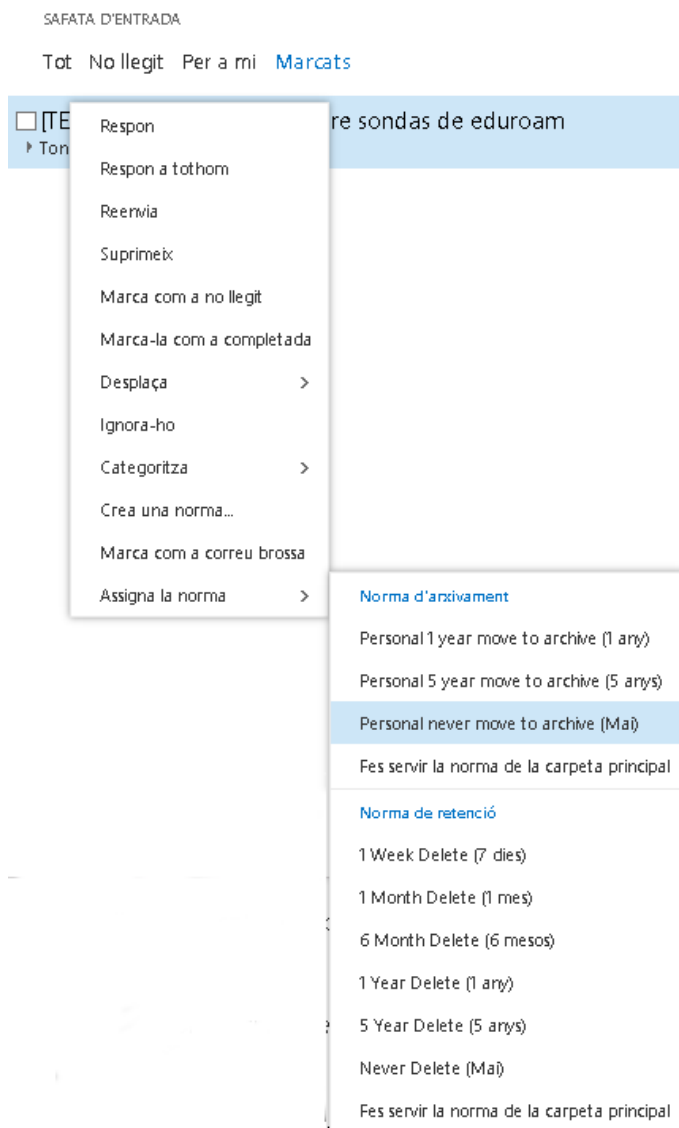 SAFATA D'ENTRADA
Tot No llegit Per a mi Marcats
[TE re sondas de eduroam
Ton
Respon
Respon a tothom
Reenvia
Suprimeix
Marca com a no llegit
Marca-la com a completada
Desplaça
Ignora-ho
Categoritza
Crea una norma...
Marca com a correu brossa
Assigna la norma
Norma d'arxivament
Personal 1 year move to archive (1 any)
Personal 5 year move to archive (5 anys)
Personal never move to archive (Mai)
Fes servir la norma de la carpeta principal
Norma de retenció
1 Week Delete (7 dies)
1 Month Delete (1 mes)
6 Month Delete (6 mesos)
1 Year Delete (1 any)
5 Year Delete (5 anys)
Never Delete (Mai)
Fes servir la norma de la carpeta principal